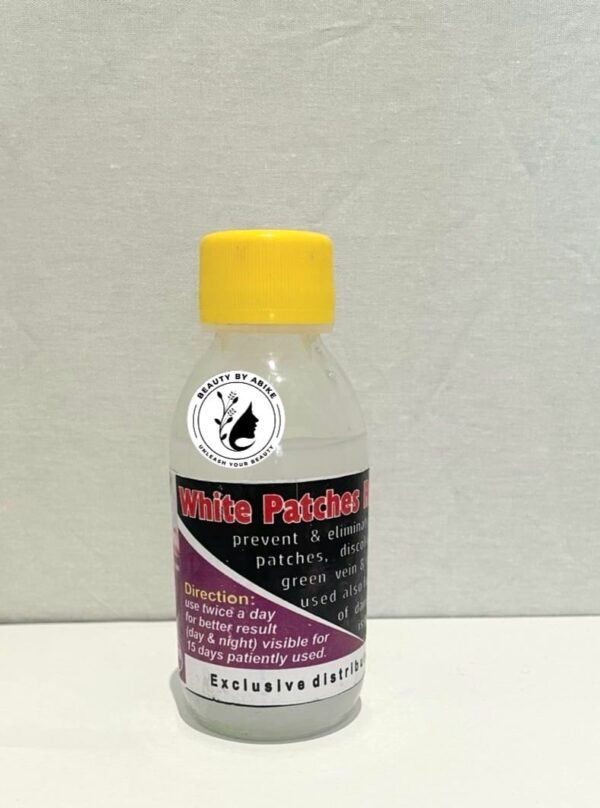 BEAUTY BY ABIKE
UNLEASH YOUR BEAUTY
White Patches
prevent & elimina
patches, disco
green vein &
used also
of da
Direction:
use twice a day
for better result
(day & night) visible for
15 days patiently used.
Exclusive distribu